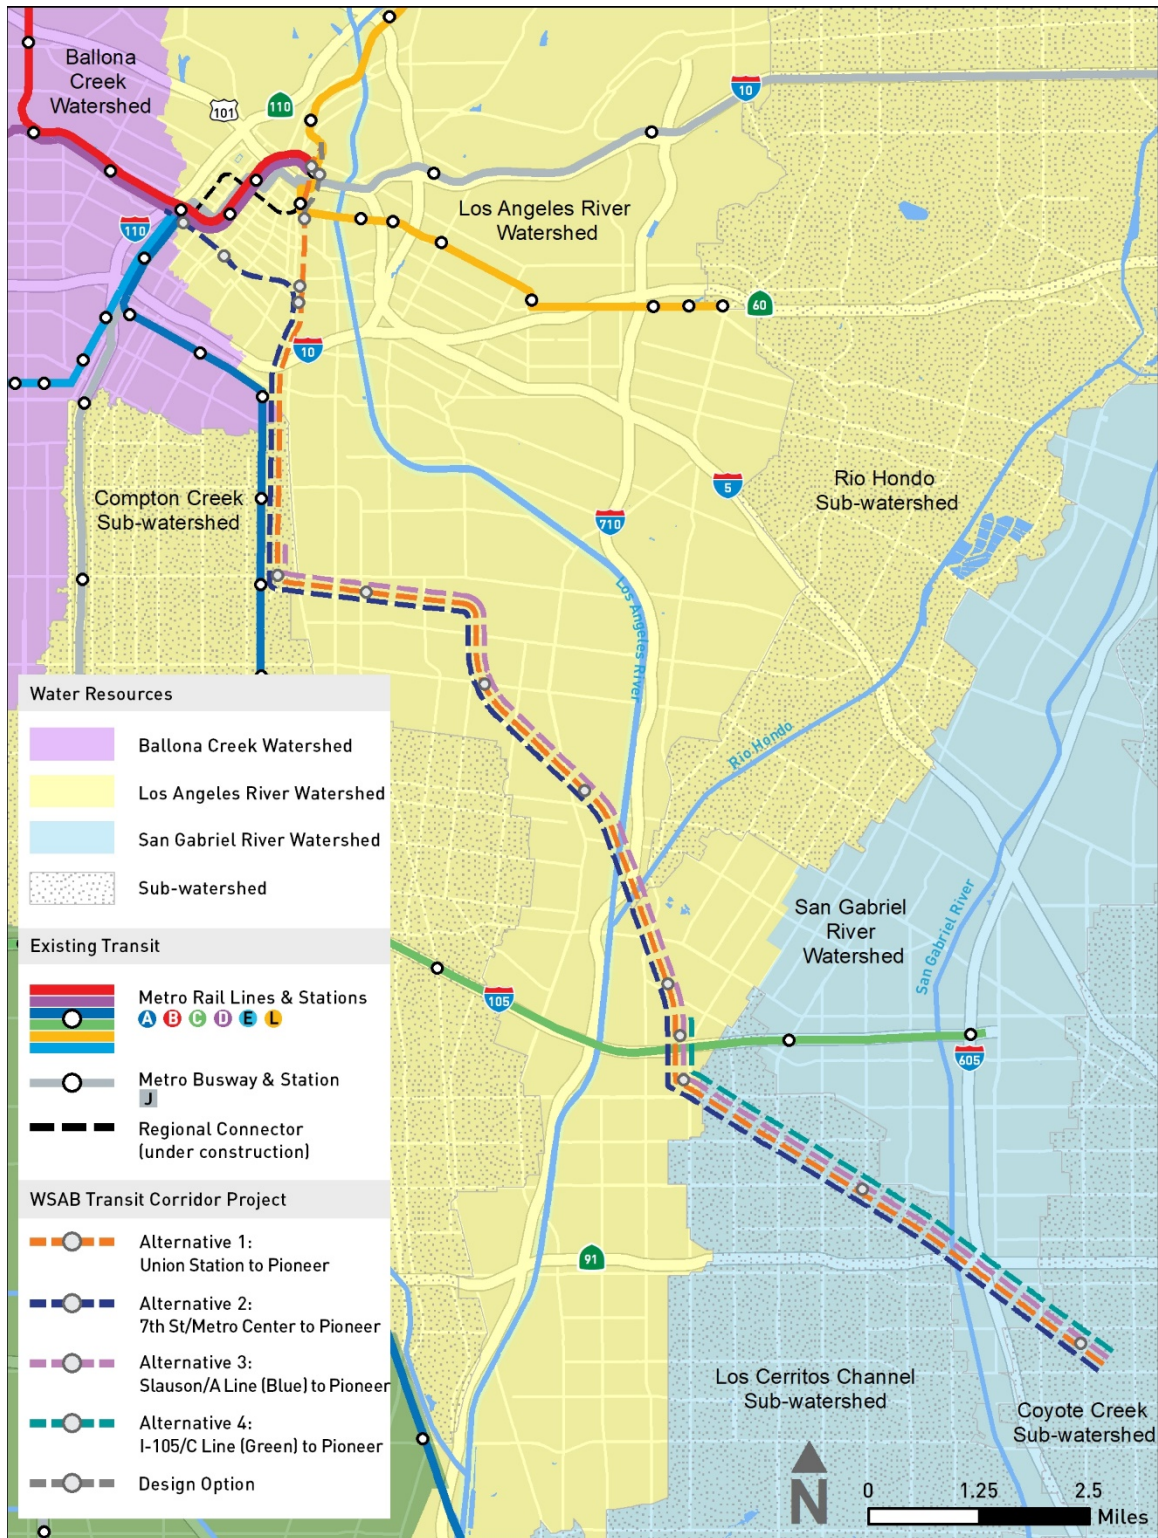 Ballona
Creek
Watershed
101
110
10
Los Angeles River
Watershed
110
60
10
Compton Creek
Sub-watershed
5
Rio Hondo
Sub-watershed
710
Los Angeles River
Rio Hondo
San Gabriel
River
Watershed
San Gabriel River
105
605
91
Los Cerritos Channel
Sub-watershed
Coyote Creek
Sub-watershed
N
0 1.25 2.5
Miles
Water Resources
Ballona Creek Watershed
Los Angeles River Watershed
San Gabriel River Watershed
Sub-watershed
Existing Transit
Metro Rail Lines & Stations
A B C D E L
Metro Busway & Station
J
Regional Connector
(under construction)
WSAB Transit Corridor Project
Alternative 1:
Union Station to Pioneer
Alternative 2:
7th St/Metro Center to Pioneer
Alternative 3:
Slauson/A Line (Blue) to Pioneer
Alternative 4:
I-105/C Line (Green) to Pioneer
Design Option